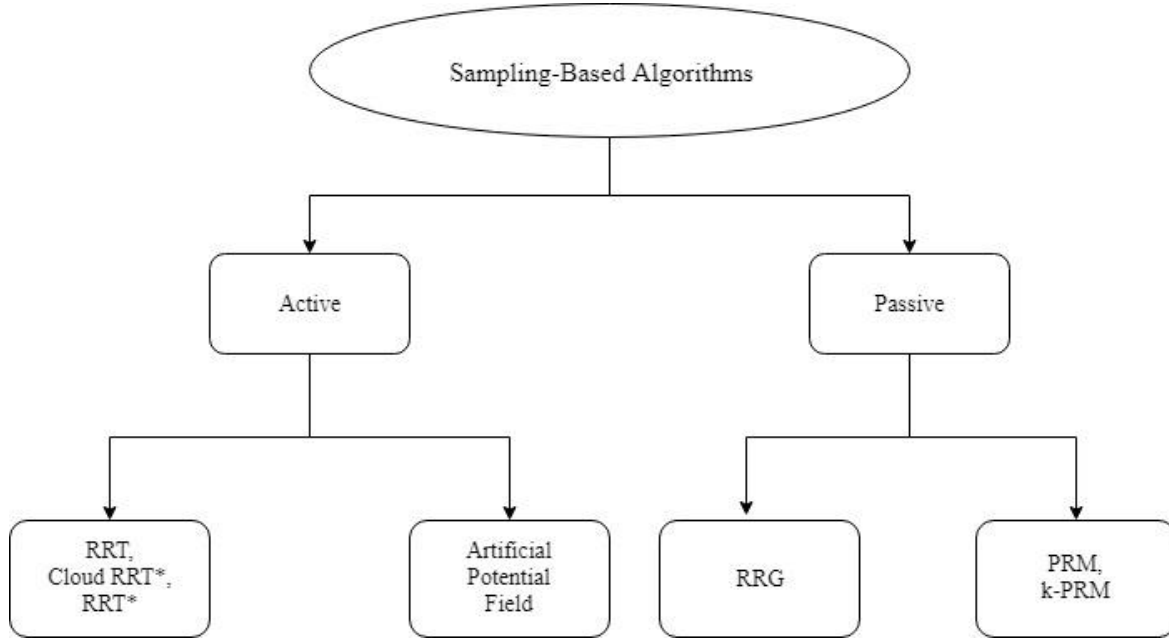 Sampling-Based Algorithms
Active
Passive
RRT,
Cloud RRT*,
RRT*
Artificial
Potential
Field
RRG
PRM,
k-PRM